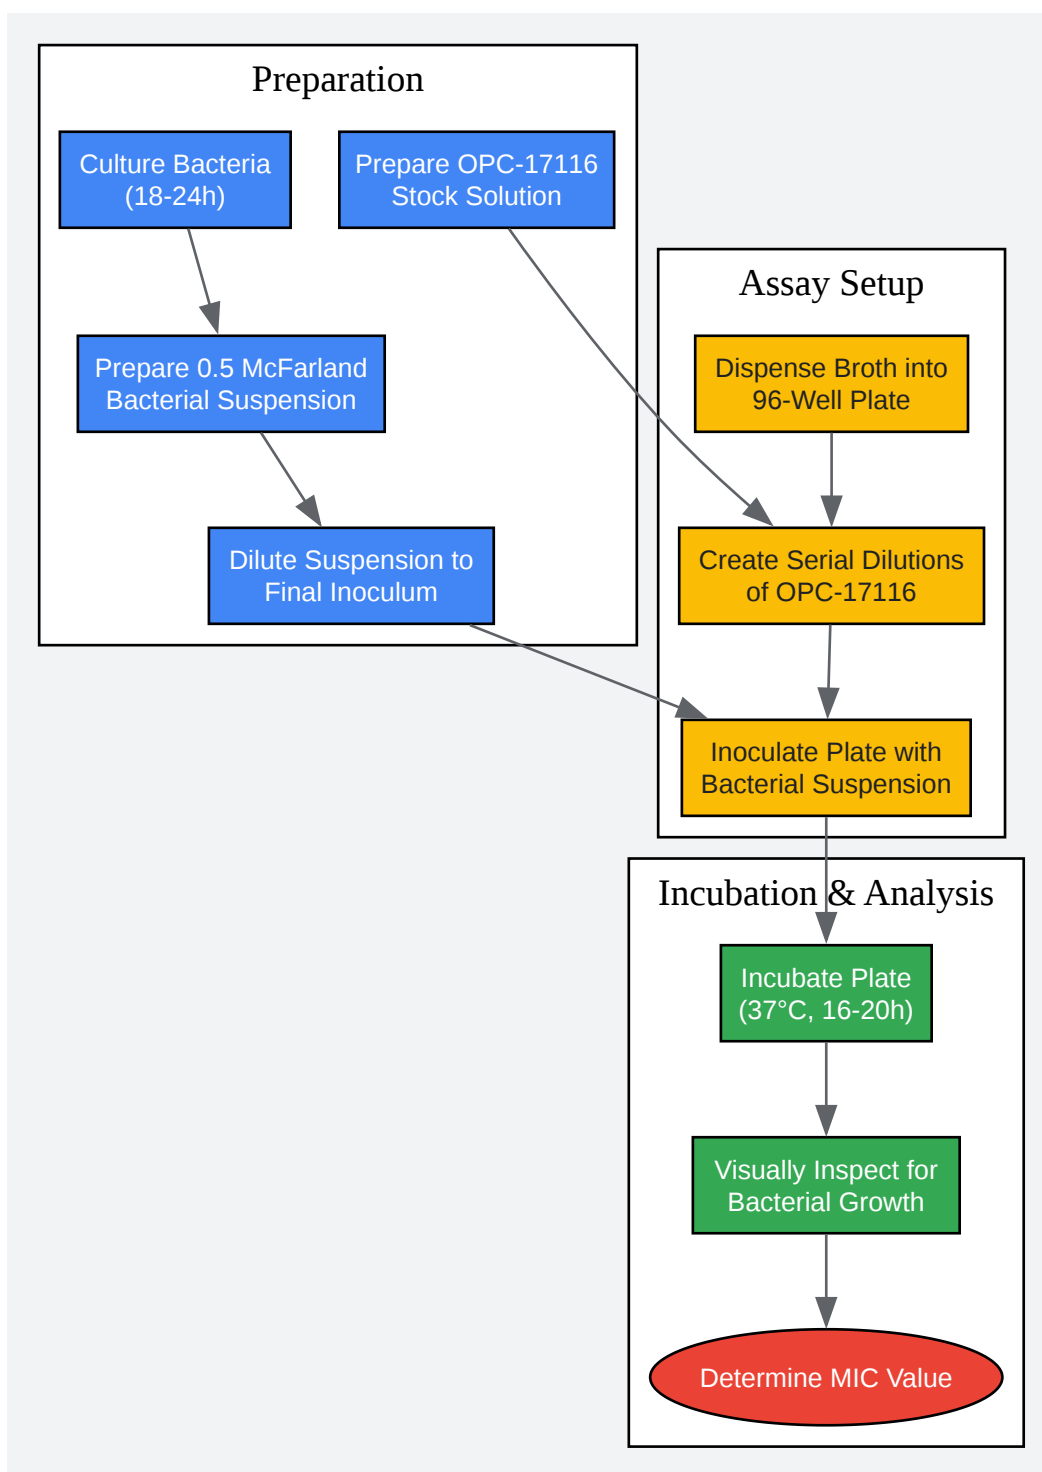 Preparation
Culture Bacteria
(18-24h)
Prepare OPC-17116
Stock Solution
Prepare 0.5 McFarland
Bacterial Suspension
Dilute Suspension to
Final Inoculum
Assay Setup
Dispense Broth into
96-Well Plate
Create Serial Dilutions
of OPC-17116
Inoculate Plate with
Bacterial Suspension
Incubation & Analysis
Incubate Plate
(37°C, 16-20h)
Visually Inspect for
Bacterial Growth
Determine MIC Value